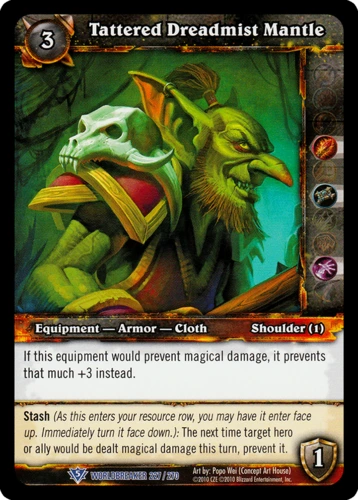 3
Tattered Dreadmist Mantle
Equipment — Armor — Cloth
Shoulder (1)
If this equipment would prevent magical damage, it prevents
that much +3 instead.
Stash (As this enters your resource row, you may have it enter face
up. Immediately turn it face down.): The next time target hero
or ally would be dealt magical damage this turn, prevent it.
1
5
WORLDBREAKER 227 / 270
Art by: Popo Wei (Concept Art House)
©2010 CZE ©2010 Blizzard Entertainment, Inc.